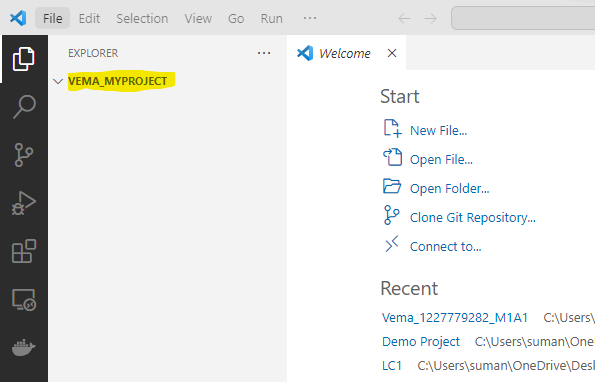 File Edit Selection View Go Run ···
EXPLORER ···
VEMA_MYPROJECT
Welcome
Start
New File...
Open File...
Open Folder...
Clone Git Repository...
Connect to...
Recent
Vema_1227779282_M1A1 C:\Users\
Demo Project C:\Users\suman\One
LC1 C:\Users\suman\OneDrive\Des